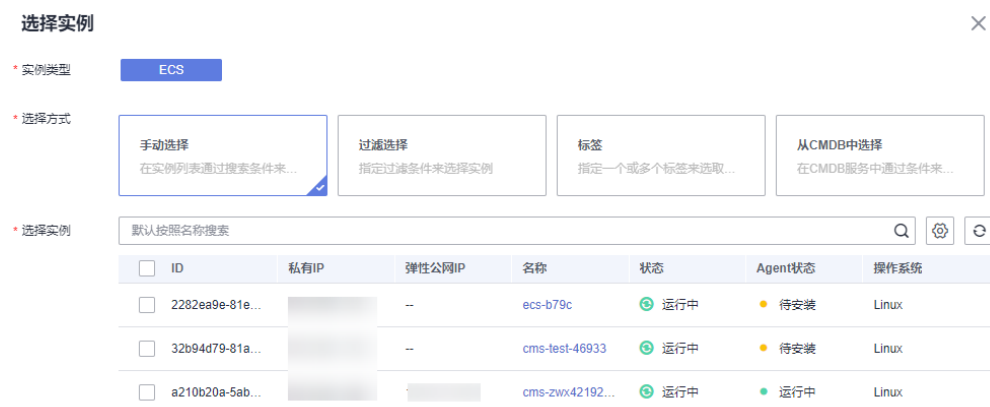 选择实例
* 实例类型 ECS
* 选择方式
手动选择 过滤选择 标签 从CMDB中选择
在实例列表通过搜索条件来... 指定过滤条件来选择实例 指定一个或多个标签来选取... 在CMDB服务中通过条件来...
* 选择实例 默认按照名称搜索
ID 私有IP 弹性公网IP 名称 状态 Agent状态 操作系统
2282ea9e-81e... -- ecs-b79c 运行中 待安装 Linux
32b94d79-81a... -- cms-test-46933 运行中 待安装 Linux
a210b20a-5ab... cms-zwx42192... 运行中 运行中 Linux